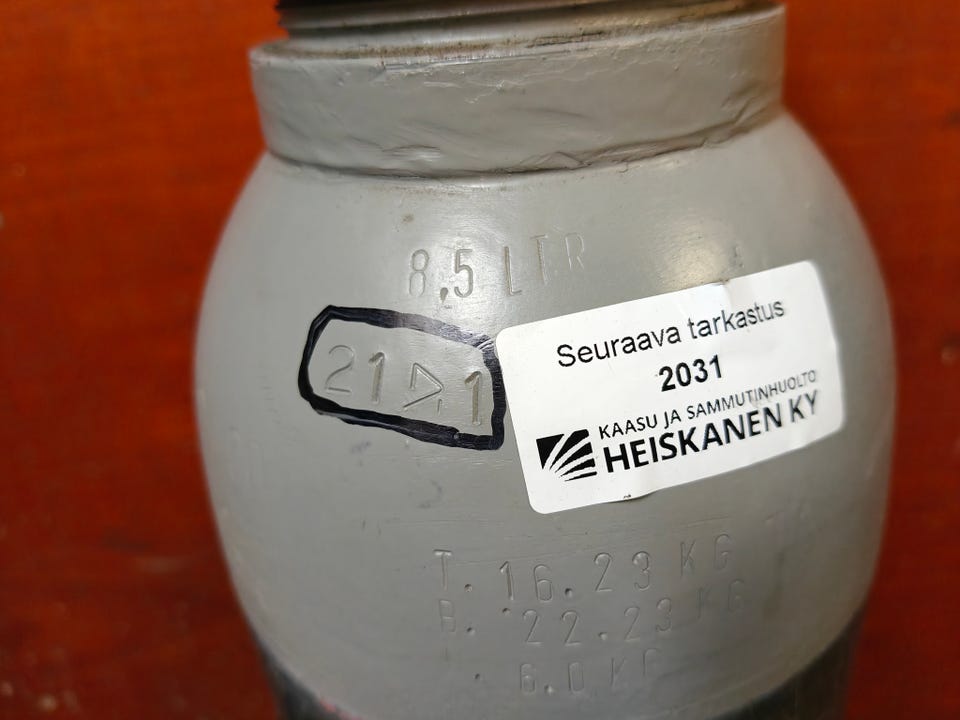 8,5 LTR
21 1
Seuraava tarkastus
2031
KAASU JA SAMMUTINHUOLTO
HEISKANEN KY
T. 16.23 KG
B. 22.23 KG
6.0 KG